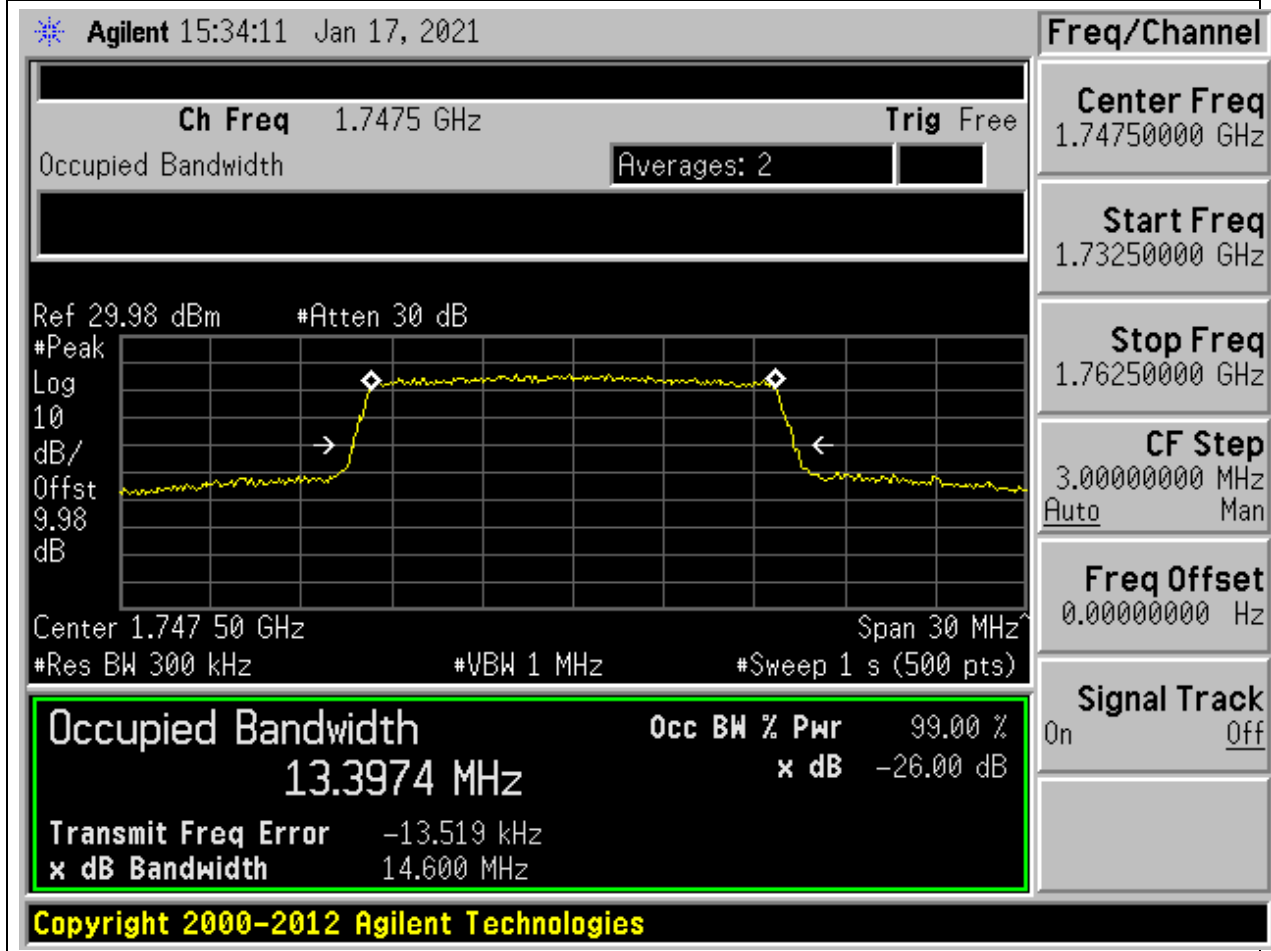 Agilent 15:34:11 Jan 17, 2021
Freq/Channel
Ch Freq 1.7475 GHz Trig Free
Occupied Bandwidth Averages: 2
Ref 29.98 dBm #Atten 30 dB
#Peak
Log
10
dB/
Offst
9.98
dB
Center 1.747 50 GHz Span 30 MHz^
#Res BW 300 kHz #VBW 1 MHz #Sweep 1 s (500 pts)
Occupied Bandwidth
13.3974 MHz
Occ BW % Pwr 99.00 %
x dB -26.00 dB
Transmit Freq Error -13.519 kHz
x dB Bandwidth 14.600 MHz
Center Freq
1.74750000 GHz
Start Freq
1.73250000 GHz
Stop Freq
1.76250000 GHz
CF Step
3.00000000 MHz
Auto Man
Freq Offset
0.00000000 Hz
Signal Track
On Off
Copyright 2000-2012 Agilent Technologies